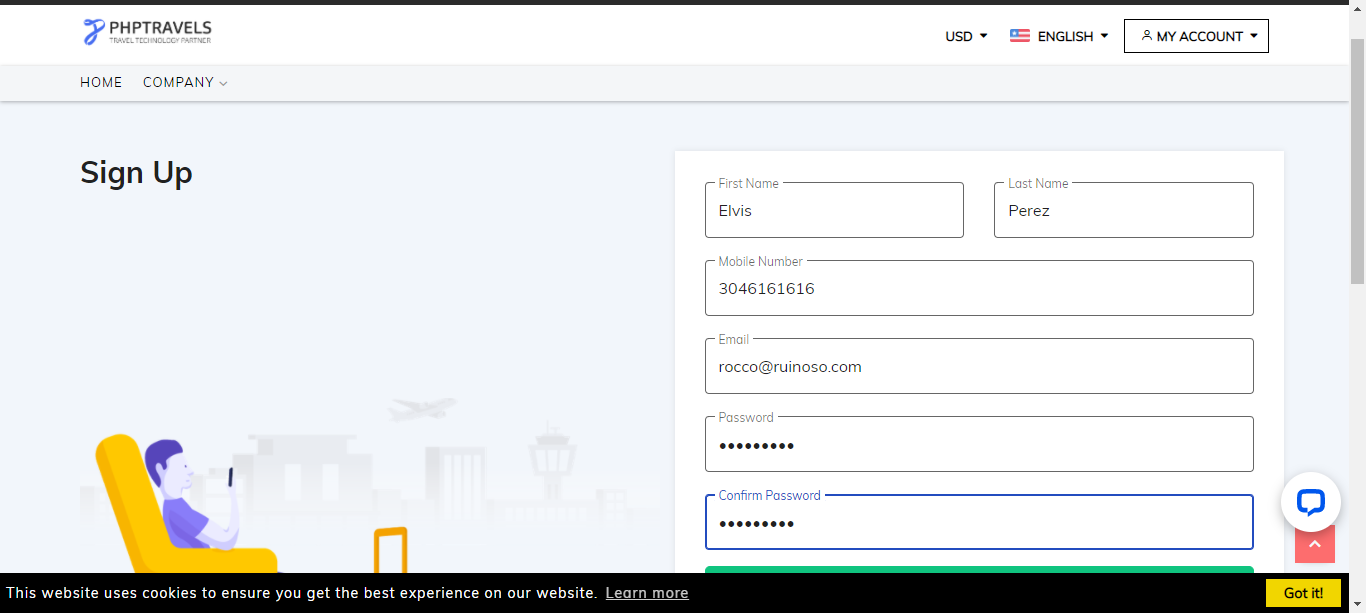 PHPTRAVELS
TRAVEL TECHNOLOGY PARTNER
USD
ENGLISH
MY ACCOUNT
HOME
COMPANY
Sign Up
First Name
Elvis
Last Name
Perez
Mobile Number
3046161616
Email
rocco@ruinoso.com
Password
•••••••••
Confirm Password
•••••••••
This website uses cookies to ensure you get the best experience on our website. Learn more
Got it!